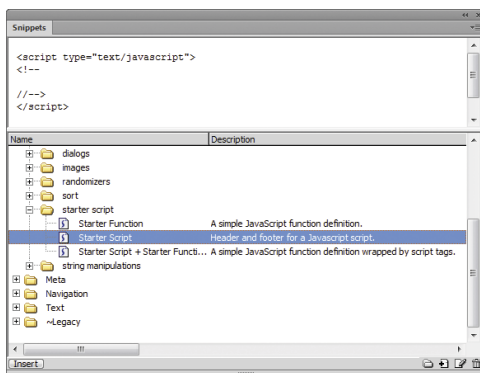 Snippets
<script type="text/javascript">
<!--
//-->
</script>
Name Description
dialogs
images
randomizers
sort
starter script
Starter Function A simple JavaScript function definition.
Starter Script Header and footer for a Javascript script.
Starter Script + Starter Functi... A simple JavaScript function definition wrapped by script tags.
string manipulations
Meta
Navigation
Text
~Legacy
Insert